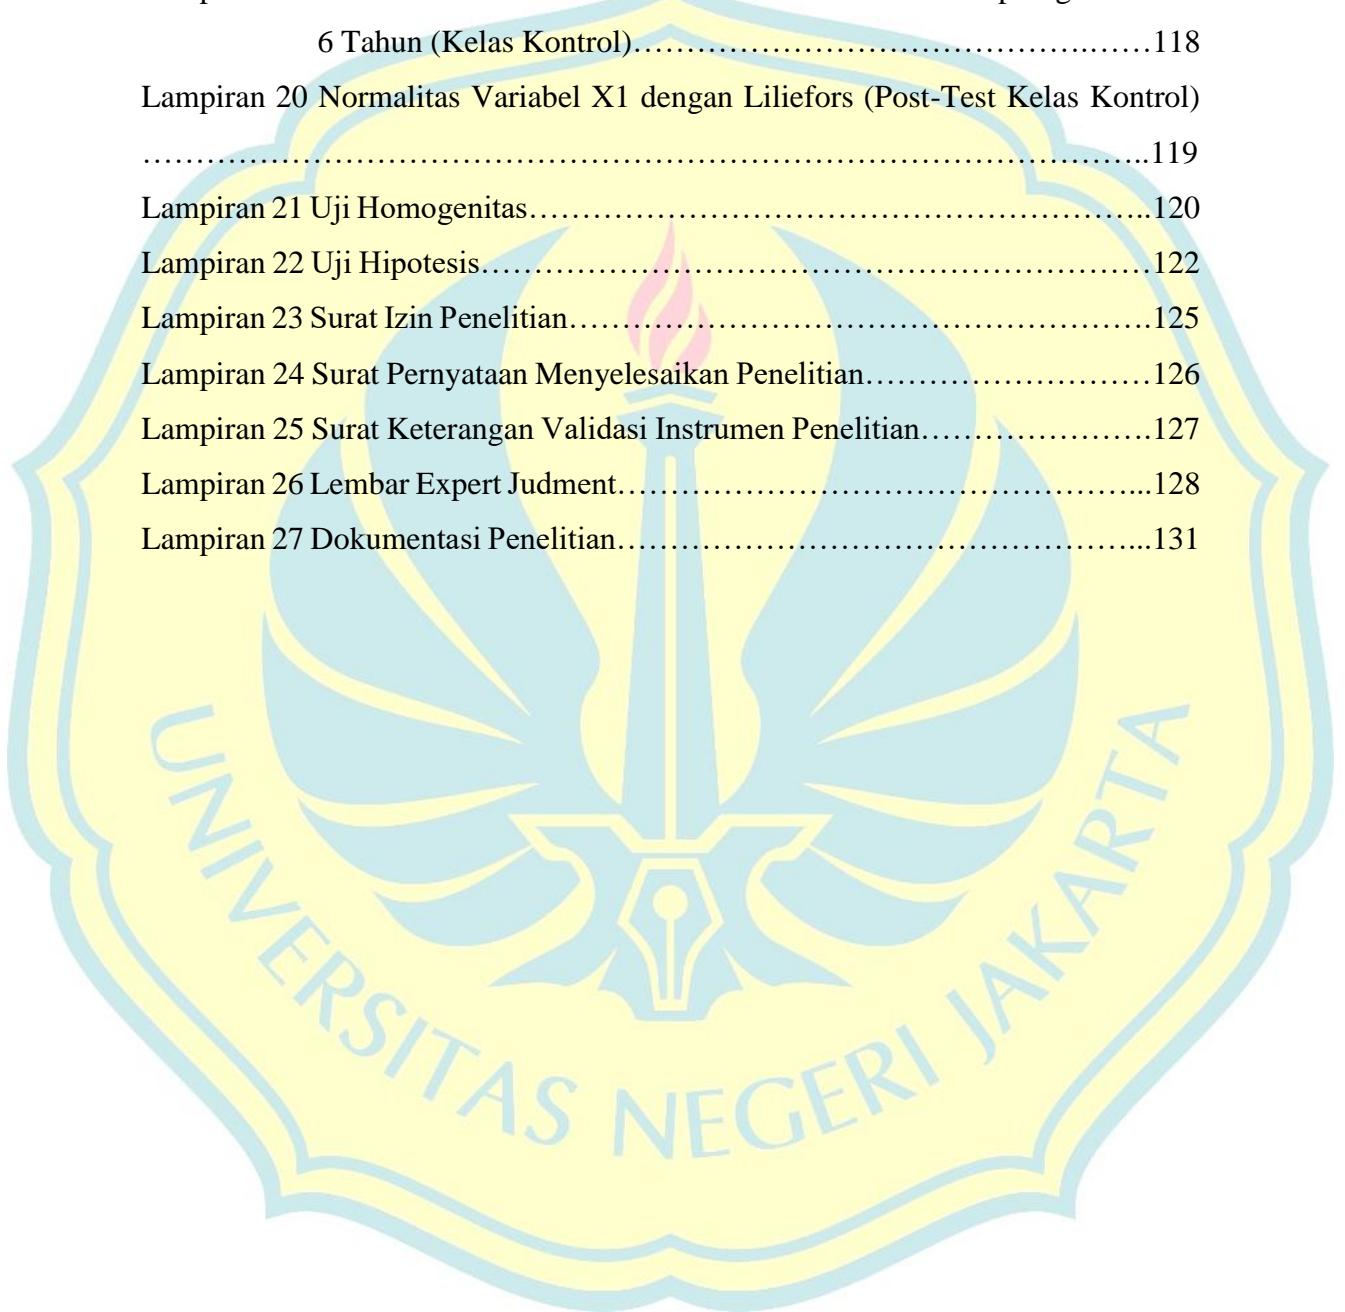 6 Tahun (Kelas Kontrol)…………………………………….……118
Lampiran 20 Normalitas Variabel X1 dengan Liliefors (Post-Test Kelas Kontrol)
………….………………………………………………………………………..119
Lampiran 21 Uji Homogenitas…………………………………………………..120
Lampiran 22 Uji Hipotesis………………………………………………………122
Lampiran 23 Surat Izin Penelitian……………………………………………….125
Lampiran 24 Surat Pernyataan Menyelesaikan Penelitian………………………126
Lampiran 25 Surat Keterangan Validasi Instrumen Penelitian………………….127
Lampiran 26 Lembar Expert Judment…………………………………………...128
Lampiran 27 Dokumentasi Penelitian…………………………………………...131
UNIVERSITAS NEGERI JAKARTA